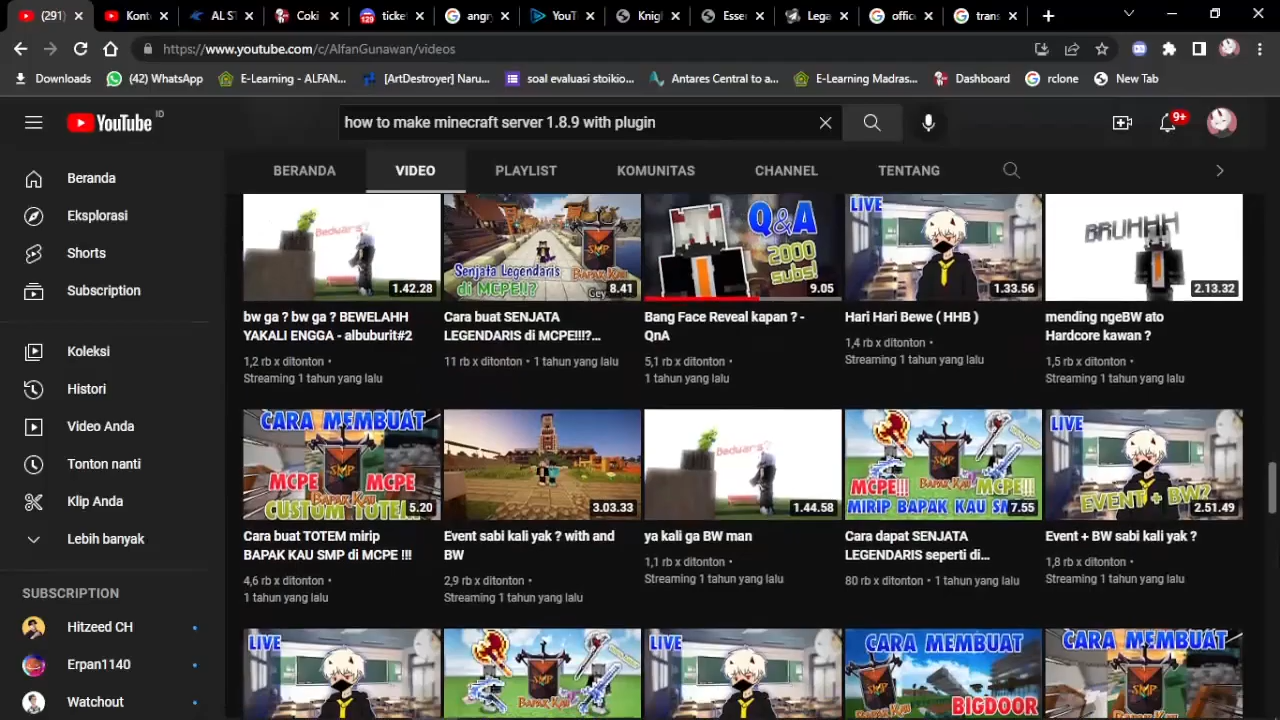 (291)
Kont
AL ST
Coki
ticke
angry
YouT
Knig
Esse
Lega
offic
trans
https://www.youtube.com/c/AlfanGunawan/videos
Downloads
(42) WhatsApp
E-Learning - ALFAN...
[ArtDestroyer] Naru...
soal evaluasi stoikio...
Antares Central to a...
E-Learning Madras...
Dashboard
rclone
New Tab
YouTube ID
how to make minecraft server 1.8.9 with plugin
9+
BERANDA
VIDEO
PLAYLIST
KOMUNITAS
CHANNEL
TENTANG
Beranda
Eksplorasi
Shorts
Subscription
Koleksi
Histori
Video Anda
Tonton nanti
Klip Anda
Lebih banyak
SUBSCRIPTION
Hitzeed CH
Erpan1140
Watchout
Bedwars?
1.42.28
bw ga ? bw ga ? BEWELAHH
YAKALI ENGGA - albuburit#2
1,2 rb x ditonton •
Streaming 1 tahun yang lalu
Senjata Legendaris
di MCPE!!?
SMP
BAPAK KAU
8.41
Cara buat SENJATA
LEGENDARIS di MCPE!!!?...
11 rb x ditonton • 1 tahun yang lalu
Q&A
2000
subs!
9.05
Bang Face Reveal kapan ? -
QnA
5,1 rb x ditonton •
1 tahun yang lalu
LIVE
1.33.56
Hari Hari Bewe ( HHB )
1,4 rb x ditonton •
Streaming 1 tahun yang lalu
BRUHHH
2.13.32
mending ngeBW ato
Hardcore kawan ?
1,5 rb x ditonton •
Streaming 1 tahun yang lalu
CARA MEMBUAT
SMP
MCPE
MCPE
BAPAK KAU
CUSTOM TOTEM
5.20
Cara buat TOTEM mirip
BAPAK KAU SMP di MCPE !!!
4,6 rb x ditonton •
1 tahun yang lalu
3.03.33
Event sabi kali yak ? with and
BW
2,9 rb x ditonton •
Streaming 1 tahun yang lalu
Bedwars?
1.44.58
ya kali ga BW man
1,1 rb x ditonton •
Streaming 1 tahun yang lalu
SMP
MCPE!!!
BAPAK KAU
MCPE!!!
MIRIP BAPAK KAU SM
7.55
Cara dapat SENJATA
LEGENDARIS seperti di...
80 rb x ditonton • 1 tahun yang lalu
LIVE
EVENT + BW?
2.51.49
Event + BW sabi kali yak ?
1,8 rb x ditonton •
Streaming 1 tahun yang lalu
LIVE
SMP
BAPAK KAU
LIVE
CARA MEMBUAT
BIGDOOR
CARA MEMBUAT
SMP